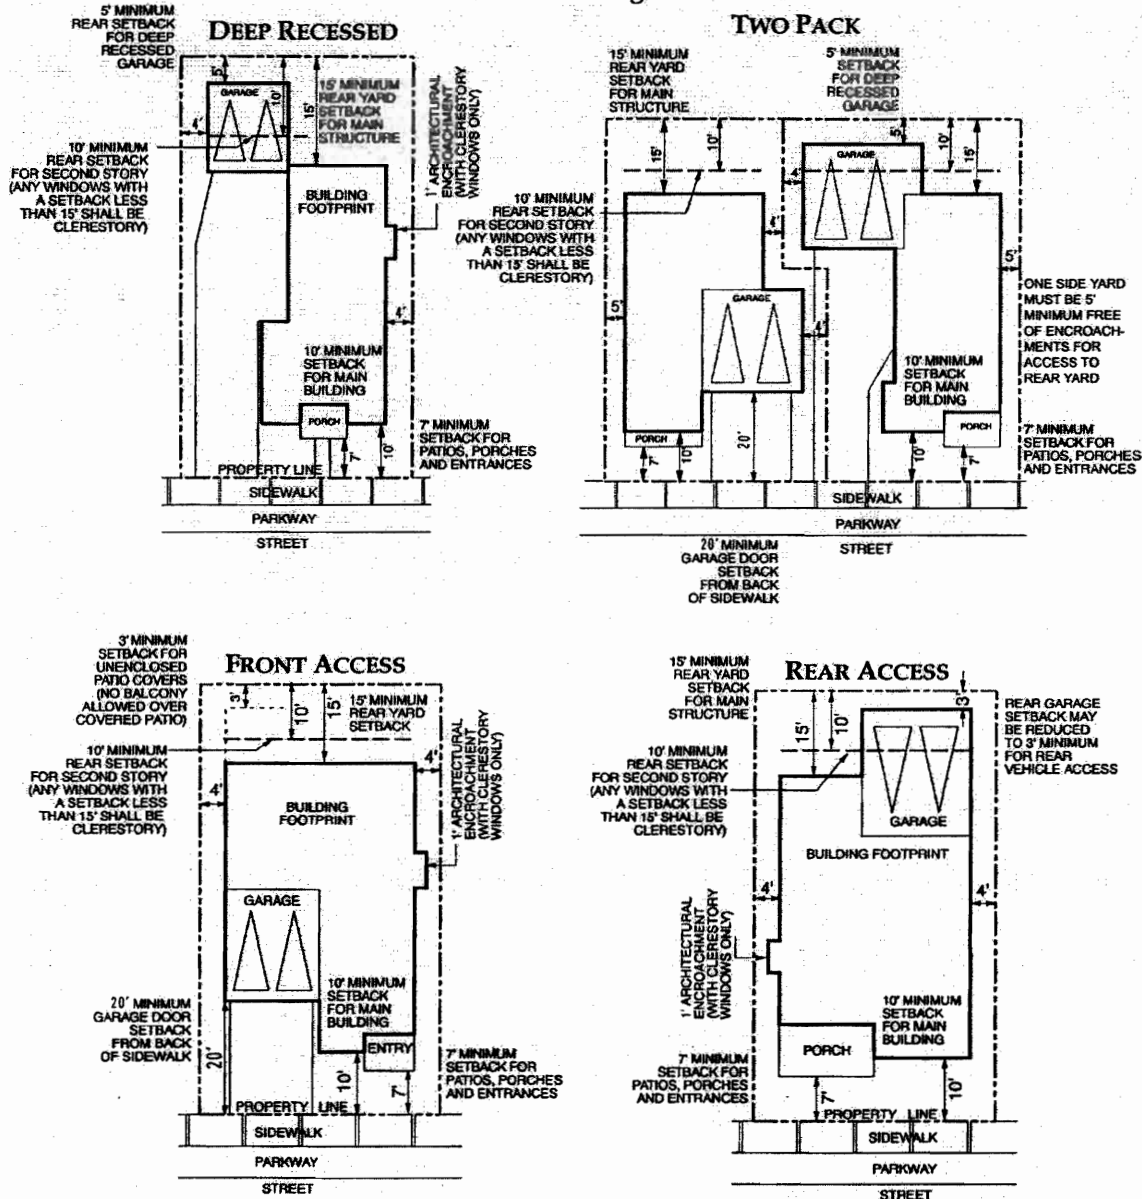 DEEP RECESSED
5' MINIMUM
REAR SETBACK
FOR DEEP
RECESSED
GARAGE
5'
GARAGE
10'
15'
15' MINIMUM
REAR YARD
SETBACK
FOR MAIN
STRUCTURE
1' ARCHITECTURAL
ENCROACHMENT
(WITH CLERESTORY
WINDOWS ONLY)
4'
10' MINIMUM
REAR SETBACK
FOR SECOND STORY
(ANY WINDOWS WITH
A SETBACK LESS
THAN 15' SHALL BE
CLERESTORY)
BUILDING
FOOTPRINT
4'
10' MINIMUM
SETBACK
FOR MAIN
BUILDING
PORCH
7'
10'
7' MINIMUM
SETBACK FOR
PATIOS, PORCHES
AND ENTRANCES
PROPERTY LINE
SIDEWALK
PARKWAY
STREET
TWO PACK
15' MINIMUM
REAR YARD
SETBACK
FOR MAIN
STRUCTURE
5' MINIMUM
SETBACK
FOR DEEP
RECESSED
GARAGE
15'
10'
5'
10'
15'
GARAGE
4'
10' MINIMUM
REAR SETBACK
FOR SECOND STORY
(ANY WINDOWS WITH
A SETBACK LESS
THAN 15' SHALL BE
CLERESTORY)
4'
5'
GARAGE
4'
5'
ONE SIDE YARD
MUST BE 5'
MINIMUM FREE
OF ENCROACH-
MENTS FOR
ACCESS TO
REAR YARD
10' MINIMUM
SETBACK
FOR MAIN
BUILDING
PORCH
PORCH
7'
10'
20'
10'
7'
7' MINIMUM
SETBACK FOR
PATIOS, PORCHES
AND ENTRANCES
SIDEWALK
PARKWAY
STREET
20' MINIMUM
GARAGE DOOR
SETBACK
FROM BACK
OF SIDEWALK
FRONT ACCESS
3' MINIMUM
SETBACK FOR
UNENCLOSED
PATIO COVERS
(NO BALCONY
ALLOWED OVER
COVERED PATIO)
3'
10'
15'
15' MINIMUM
REAR YARD
SETBACK
1' ARCHITECTURAL
ENCROACHMENT
(WITH CLERESTORY
WINDOWS ONLY)
10' MINIMUM
REAR SETBACK
FOR SECOND STORY
(ANY WINDOWS WITH
A SETBACK LESS
THAN 15' SHALL BE
CLERESTORY)
4'
4'
BUILDING
FOOTPRINT
GARAGE
10' MINIMUM
SETBACK
FOR MAIN
BUILDING
20' MINIMUM
GARAGE DOOR
SETBACK
FROM BACK
OF SIDEWALK
20'
ENTRY
10'
7'
7' MINIMUM
SETBACK FOR
PATIOS, PORCHES
AND ENTRANCES
PROPERTY LINE
SIDEWALK
PARKWAY
STREET
REAR ACCESS
15' MINIMUM
REAR YARD
SETBACK
FOR MAIN
STRUCTURE
15'
10'
3'
REAR GARAGE
SETBACK MAY
BE REDUCED
TO 3' MINIMUM
FOR REAR
VEHICLE ACCESS
10' MINIMUM
REAR SETBACK
FOR SECOND STORY
(ANY WINDOWS WITH
A SETBACK LESS
THAN 15' SHALL BE
CLERESTORY)
GARAGE
BUILDING FOOTPRINT
4'
4'
1' ARCHITECTURAL
ENCROACHMENT
(WITH CLERESTORY
WINDOWS ONLY)
10' MINIMUM
SETBACK
FOR MAIN
BUILDING
PORCH
7' MINIMUM
SETBACK FOR
PATIOS, PORCHES
AND ENTRANCES
7'
10'
PROPERTY LINE
SIDEWALK
PARKWAY
STREET